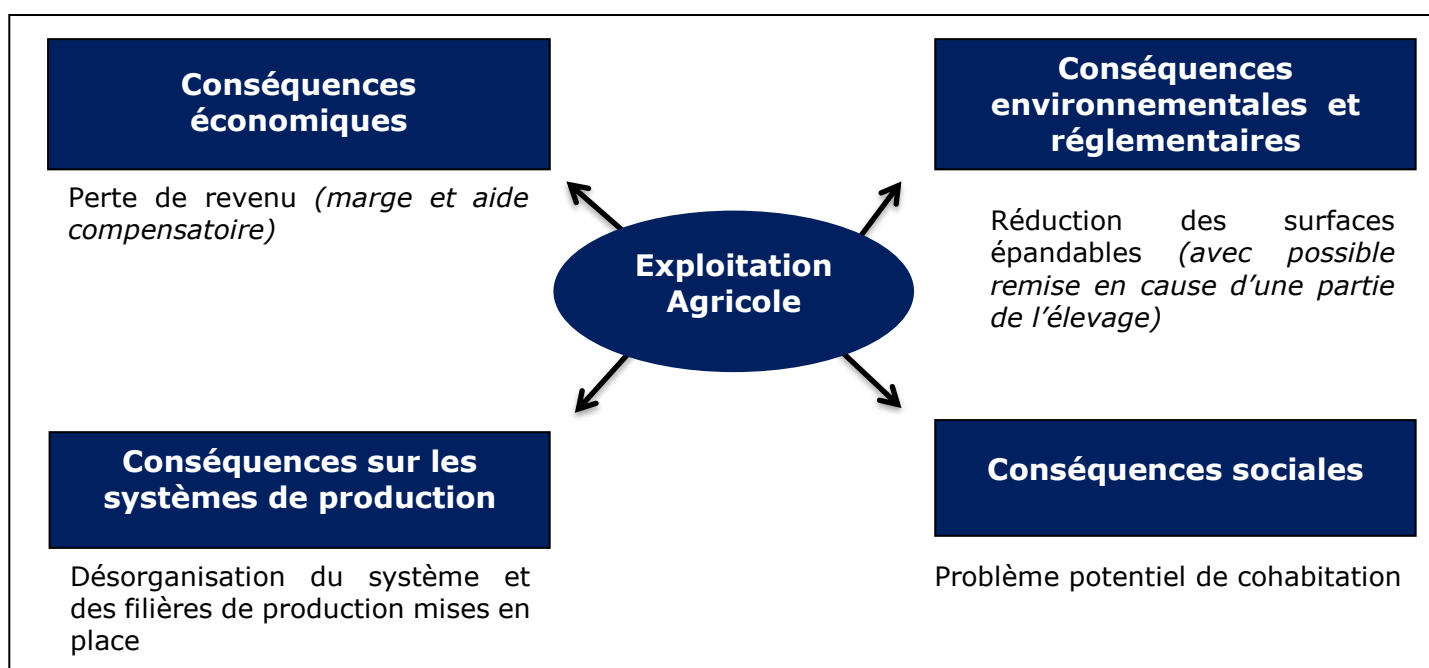 Conséquences
économiques
Perte de revenu (marge et aide
compensatoire)
Conséquences
environnementales et
réglementaires
Réduction des surfaces
épandables (avec possible
remise en cause d’une partie
de l’élevage)
Exploitation
Agricole
Conséquences sur les
systèmes de production
Désorganisation du système et
des filières de production mises en
place
Conséquences sociales
Problème potentiel de cohabitation